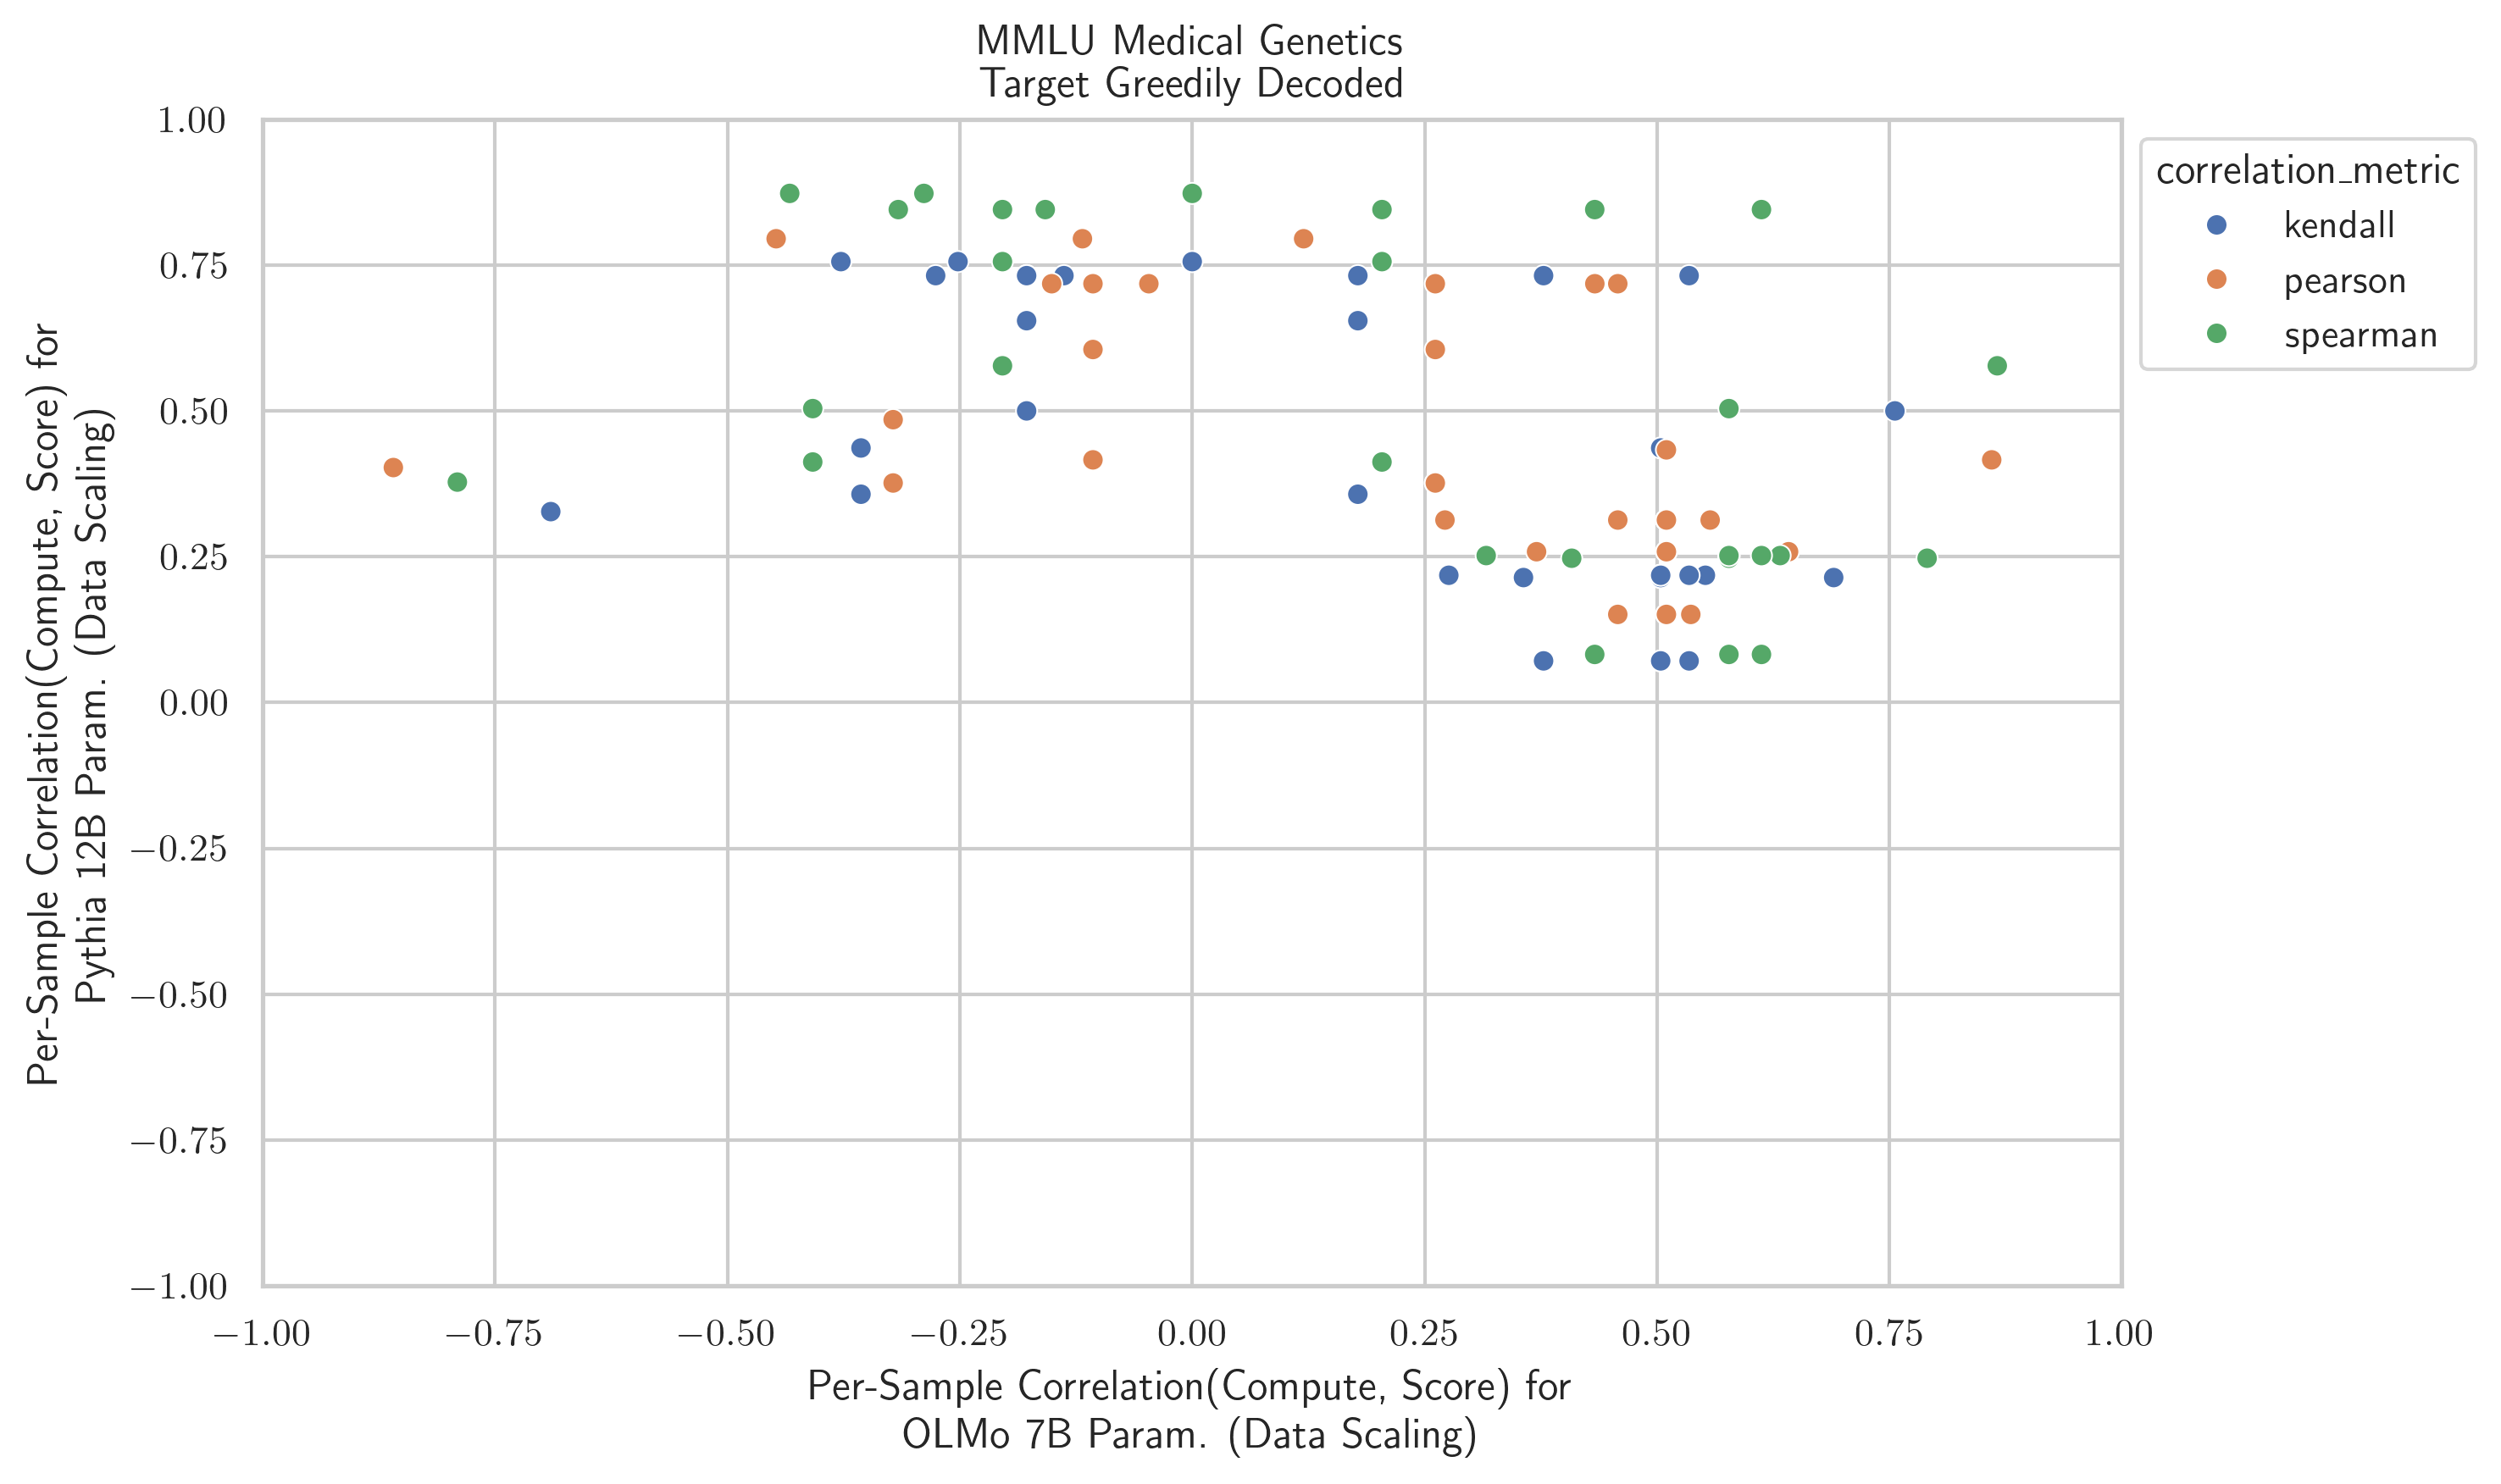 MMLU Medical Genetics
Target Greedily Decoded
Per-Sample Correlation(Compute, Score) for
Pythia 12B Param. (Data Scaling)
1.00
0.75
0.50
0.25
0.00
−0.25
−0.50
−0.75
−1.00
−1.00 −0.75 −0.50 −0.25 0.00 0.25 0.50 0.75 1.00
Per-Sample Correlation(Compute, Score) for
OLMo 7B Param. (Data Scaling)
correlation_metric
kendall
pearson
spearman